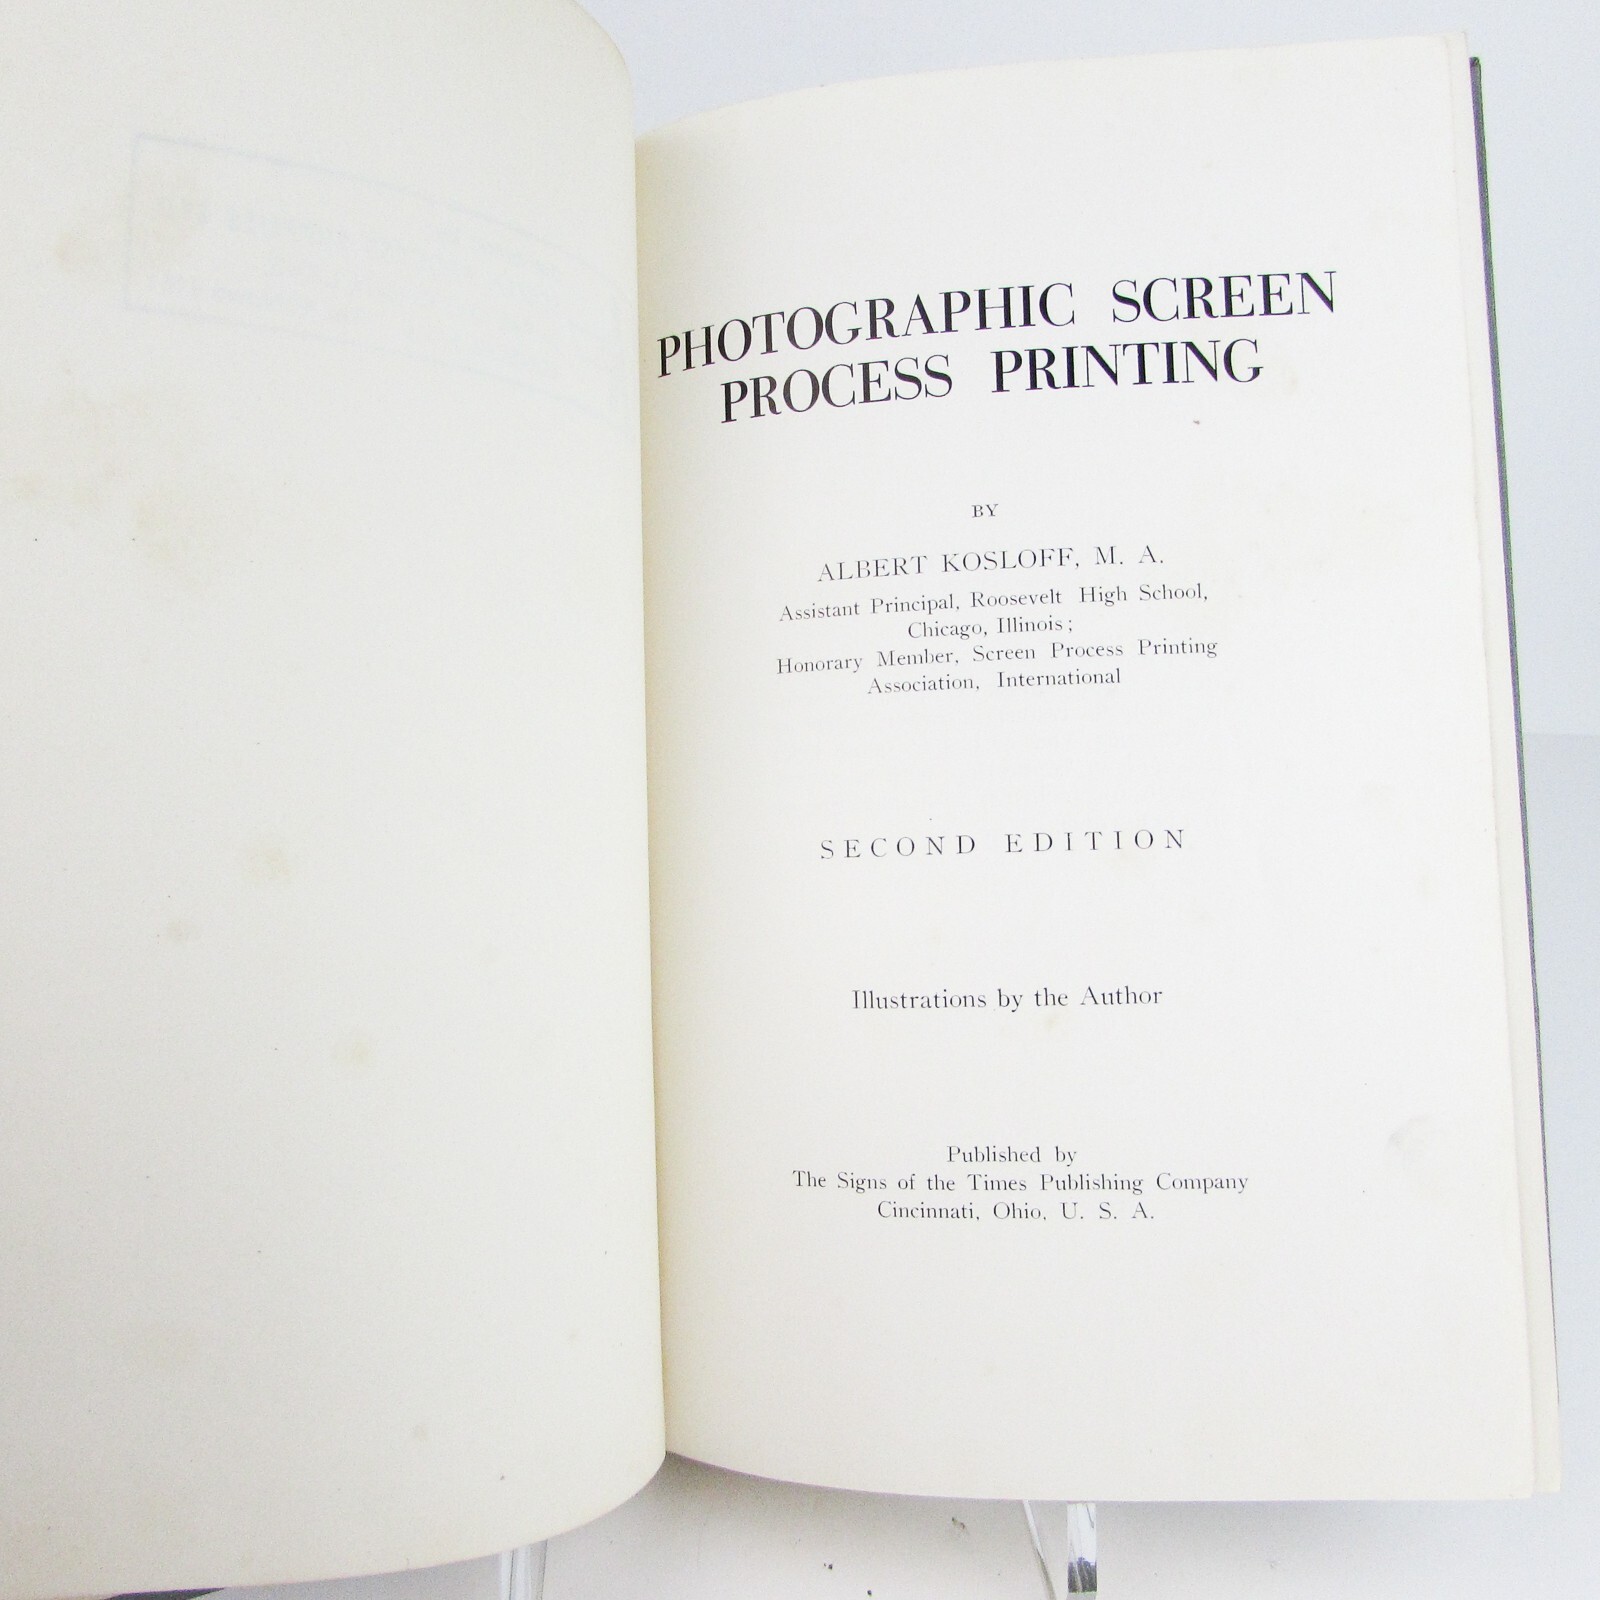 PHOTOGRAPHIC SCREEN
PROCESS PRINTING
BY
ALBERT KOSLOFF, M. A.
Assistant Principal, Roosevelt High School,
Chicago, Illinois;
Honorary Member, Screen Process Printing
Association, International
SECOND EDITION
Illustrations by the Author
Published by
The Signs of the Times Publishing Company
Cincinnati, Ohio, U. S. A.